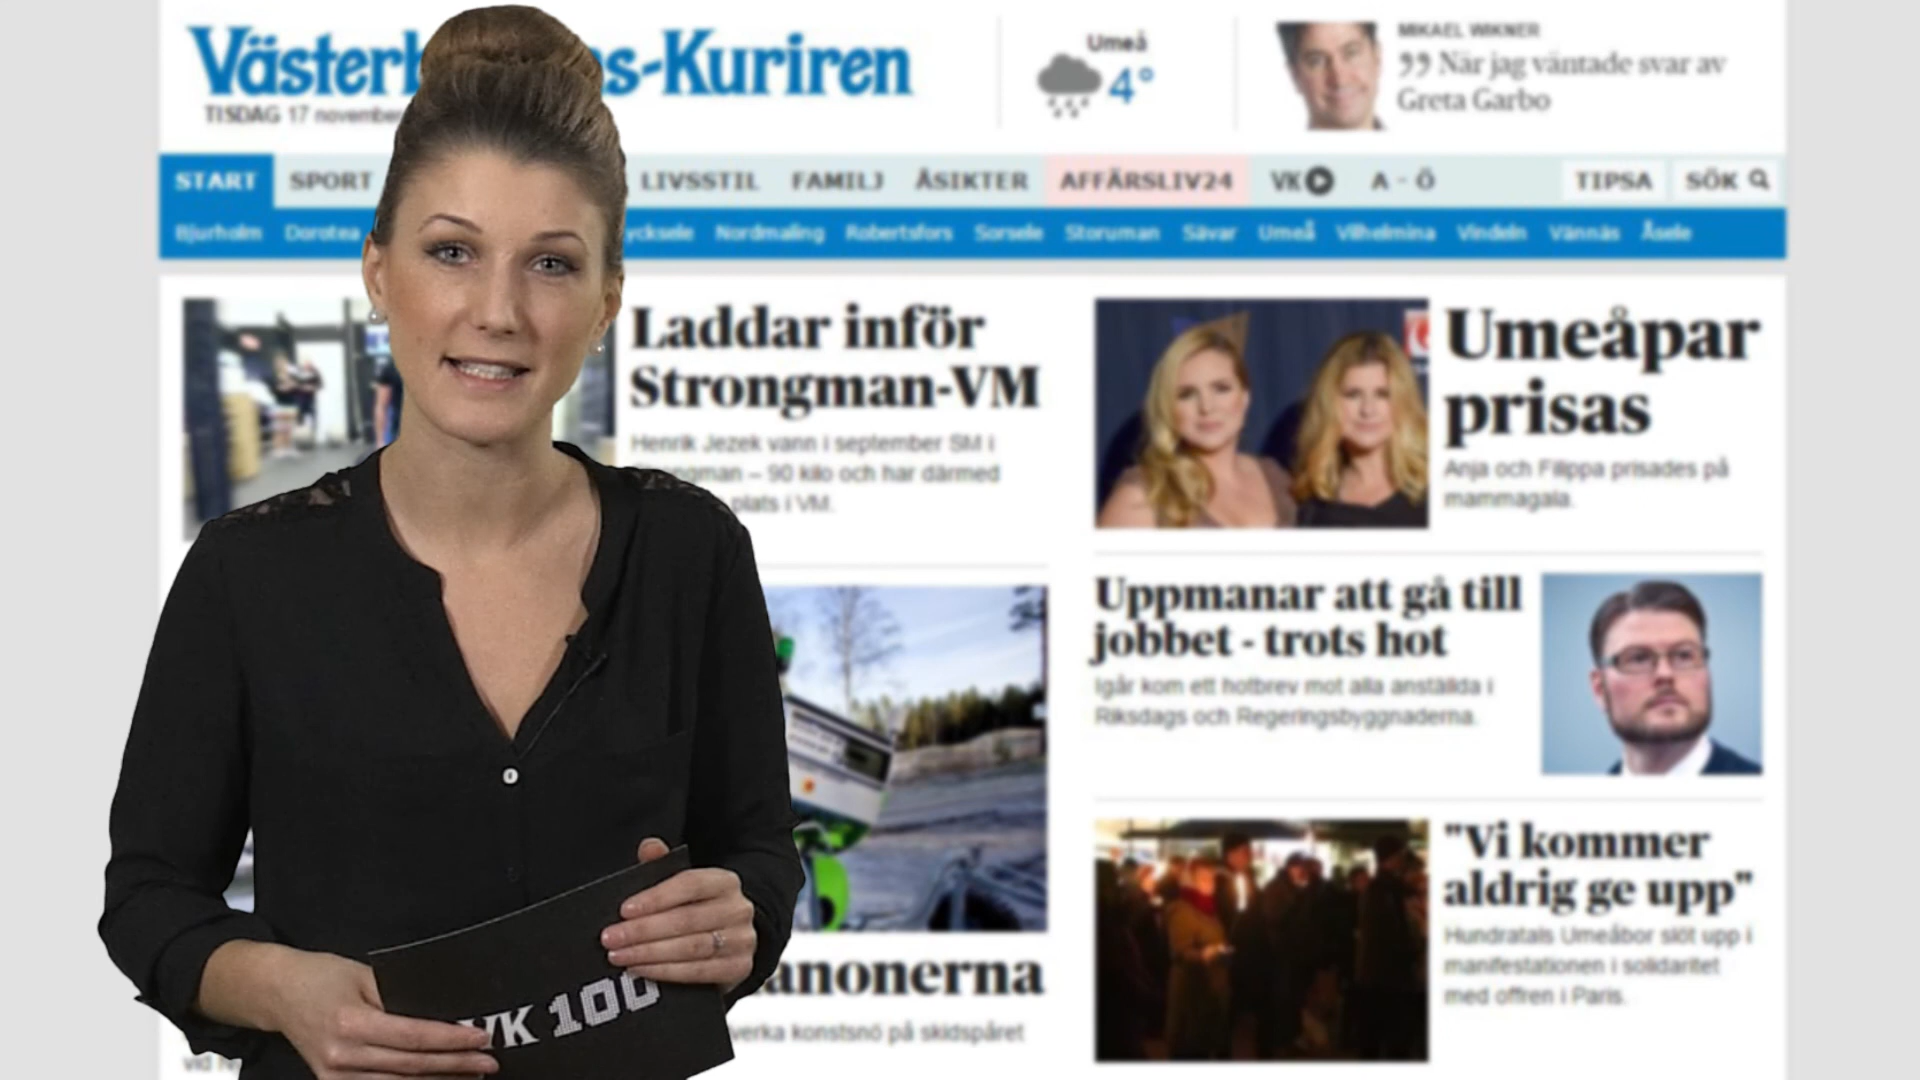 Västerb ns-Kuriren
TISDAG 17 november
Umeå
4°
MIKAEL WIKNER
”När jag väntade svar av
Greta Garbo
START SPORT LIVSSTIL FAMILJ ÅSIKTER AFFÄRSLIV24 VK A - Ö TIPSA SÖK
Bjurholm Dorotea ycksele Nordmaling Robertsfors Sorsele Storuman Sävar Umeå Vilhelmina Vindeln Vännäs Åsele
Laddar inför
Strongman-VM
Henrik Jezek vann i september SM i
ngman – 90 kilo och har därmed
plats i VM.
Umeåpar
prisas
Anja och Filippa prisades på
mammagala.
Uppmanar att gå till
jobbet - trots hot
Igår kom ett hotbrev mot alla anställda i
Riksdags och Regeringsbyggnaderna.
"Vi kommer
aldrig ge upp"
Hundratals Umeåbor slöt upp i
manifestationen i solidaritet
med offren i Paris.
anonerna
verka konstsnö på skidspåret
vid
VK 100